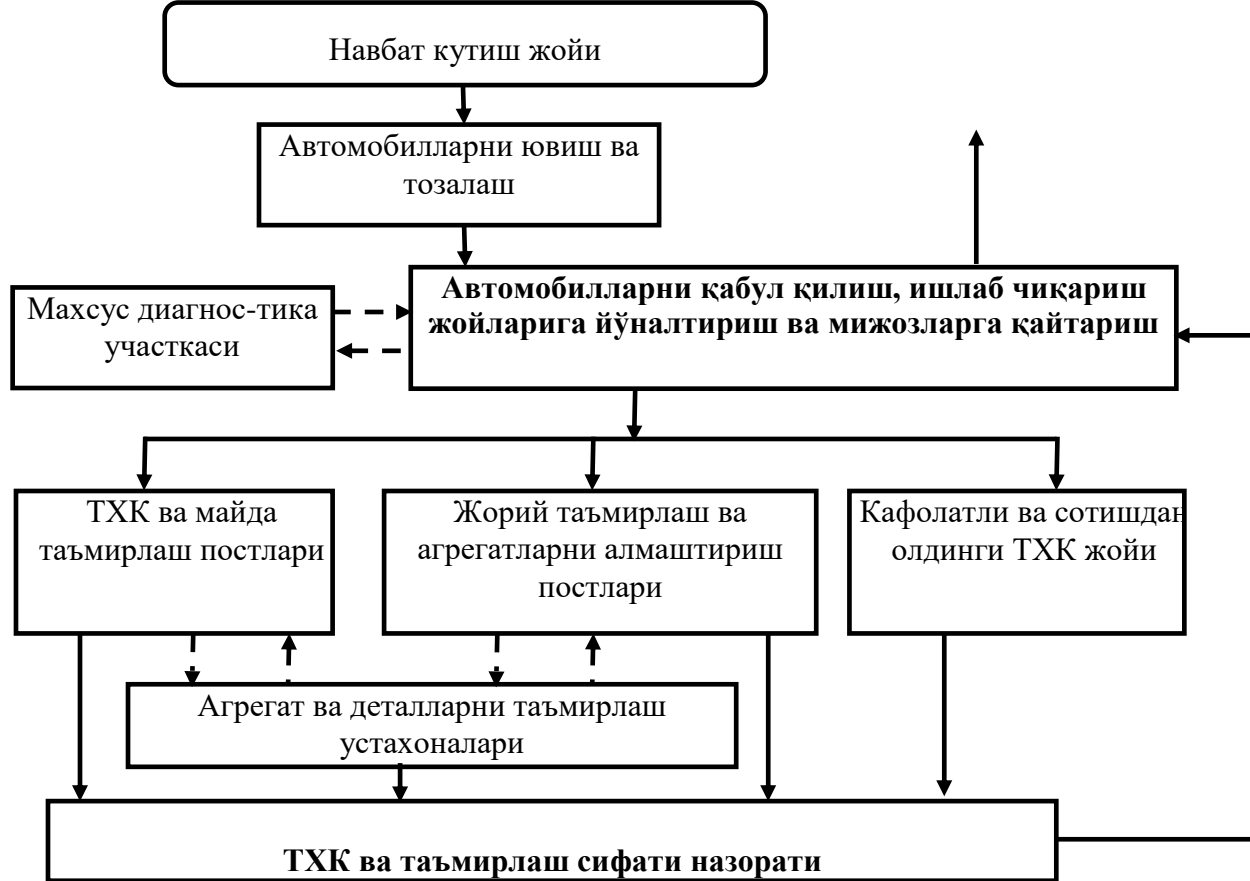 Навбат кутиш жойи
Автомобилларни ювиш ва
тозалаш
Автомобилларни қабул қилиш, ишлаб чиқариш
жойларига йўналтириш ва мижозларга қайтариш
Махсус диагнос-тика
участкаси
ТХК ва майда
таъмирлаш постлари
Жорий таъмирлаш ва
агрегатларни алмаштириш
постлари
Кафолатли ва сотишдан
олдинги ТХК жойи
Агрегат ва деталларни таъмирлаш
устахоналари
ТХК ва таъмирлаш сифати назорати